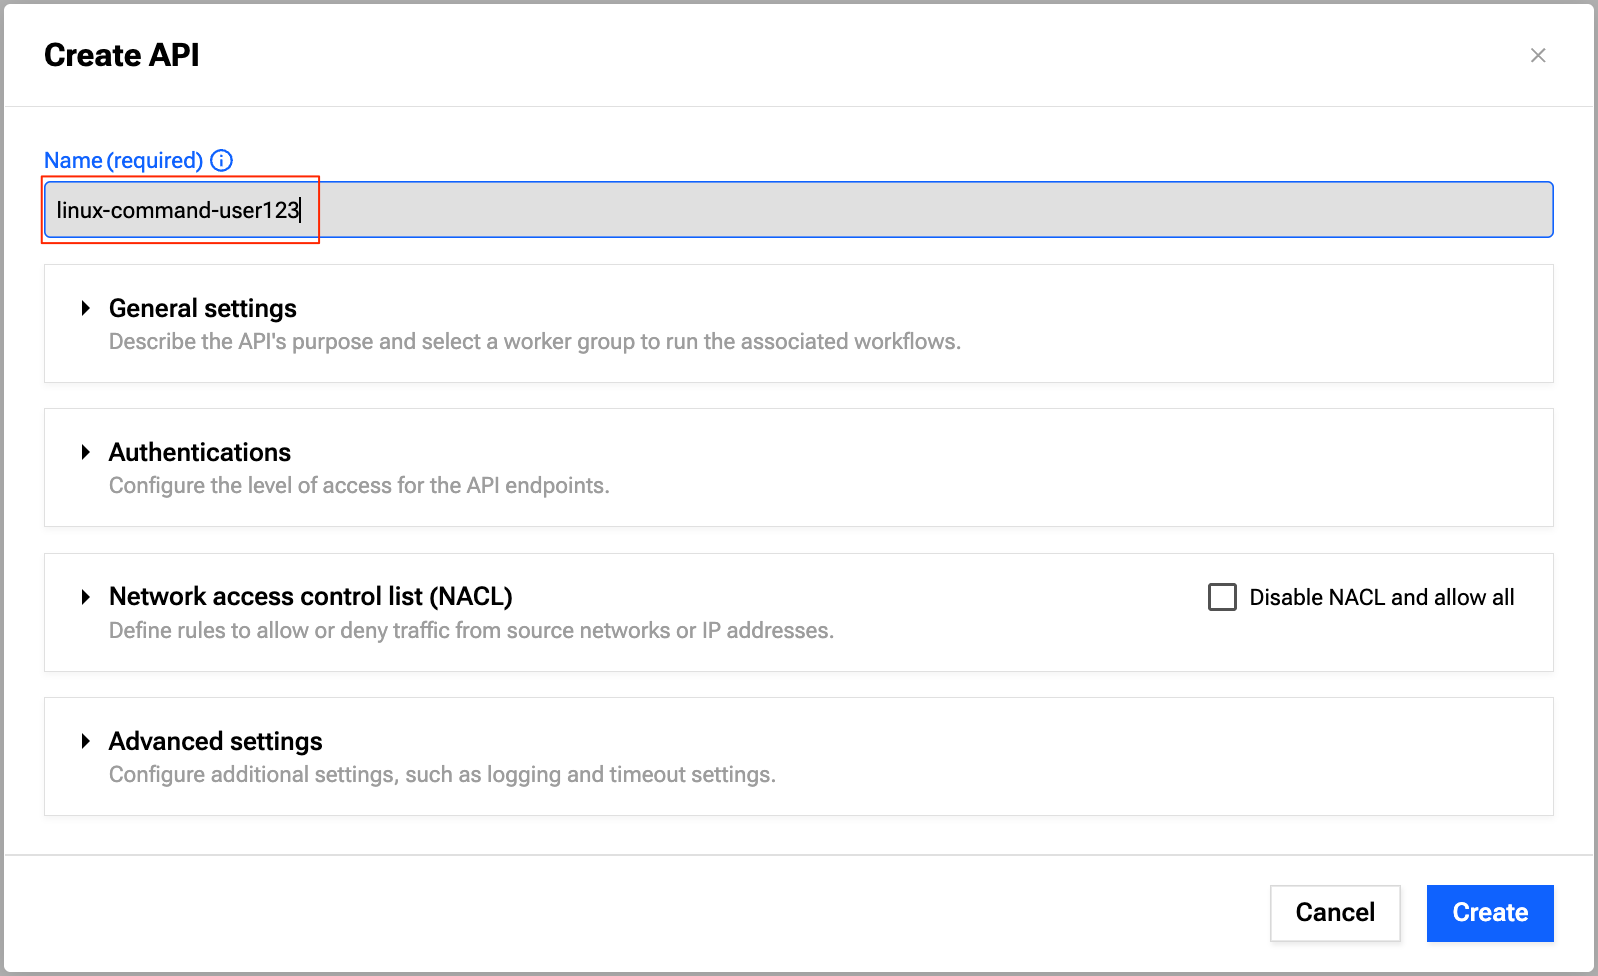 Create API
Name (required)
linux-command-user123
General settings
Describe the API's purpose and select a worker group to run the associated workflows.
Authentications
Configure the level of access for the API endpoints.
Network access control list (NACL)
Disable NACL and allow all
Define rules to allow or deny traffic from source networks or IP addresses.
Advanced settings
Configure additional settings, such as logging and timeout settings.
Cancel
Create